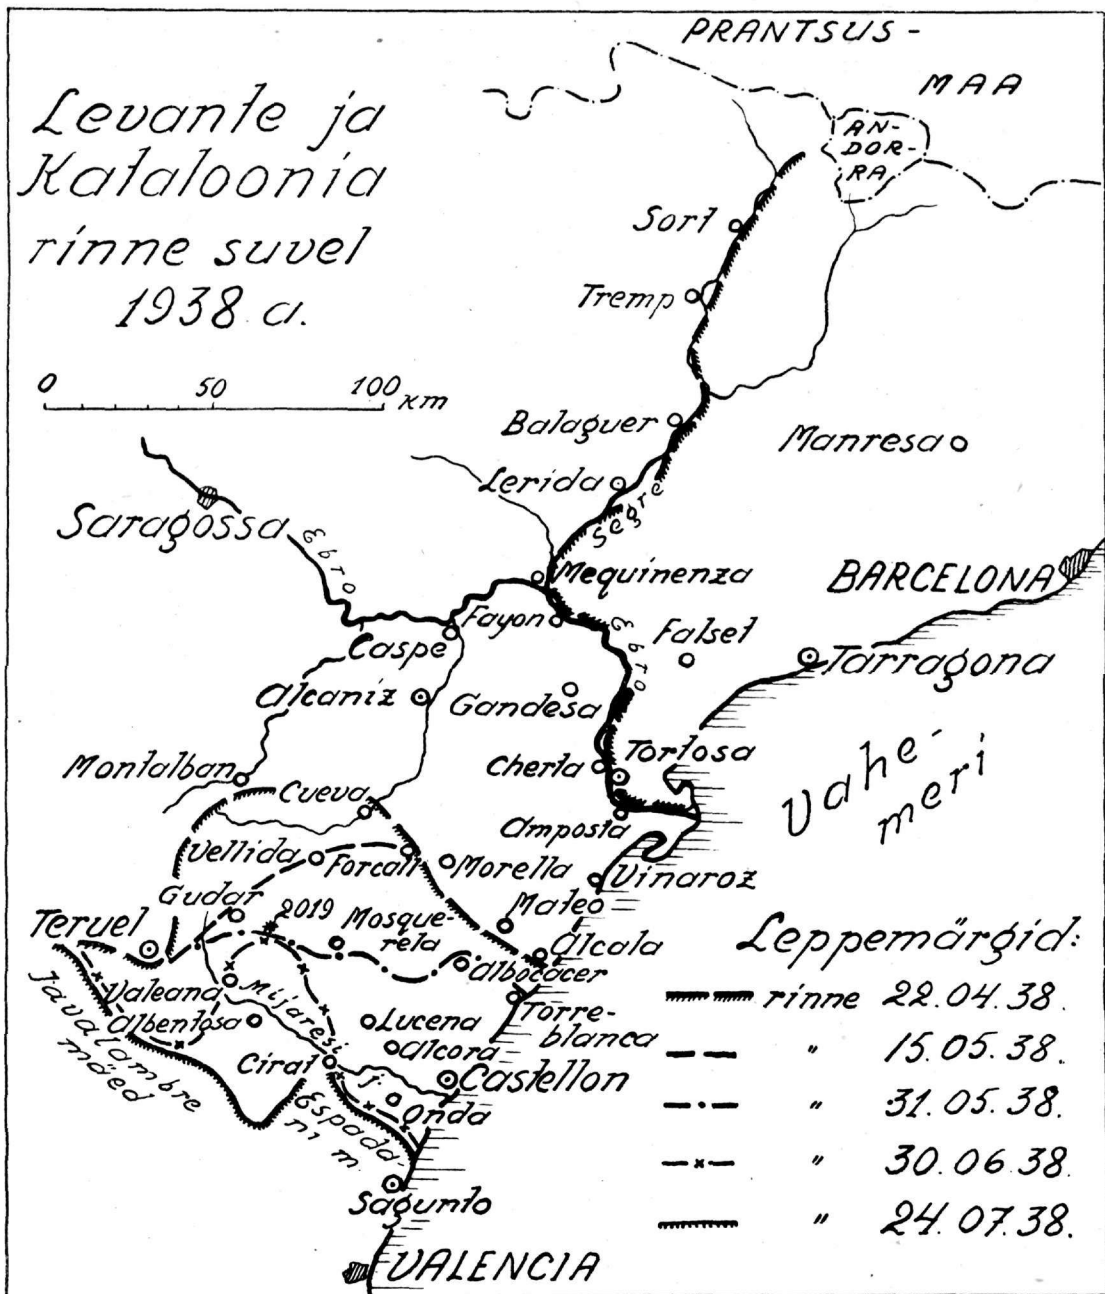 PRANTSUS-
MAA
Levante ja
Kataloonia
rinne suvel
1938. a.
AN-
DOR-
RA
Sort
Tremp
0 50 100 km
Balaguer
Manresa
Lerida
Segre
Saragossa
Ebro
Mequinenza
BARCELONA
Fayon
Ebro
Falset
Caspe
Tarragona
Alcaniz
Gandesa
Montalban
Cherta
Tortosa
Cueva
Vahe-
meri
Amposta
Vellida
Forcall
Morella
Vinaroz
Gudar
2019
Mateo
Teruel
Mosque-
rela
Alcala
Albocacer
Valeana
Mijaresi
j.
Torre-
blanca
Albentosa
Lucena
Alcora
Javalambre
mäed
Cirat
Castellon
Onda
Espada-
ni m.
Sagunto
VALENCIA
Leppemärgid:
rinne 22.04.38.
" 15.05.38.
" 31.05.38.
" 30.06.38.
" 24.07.38.